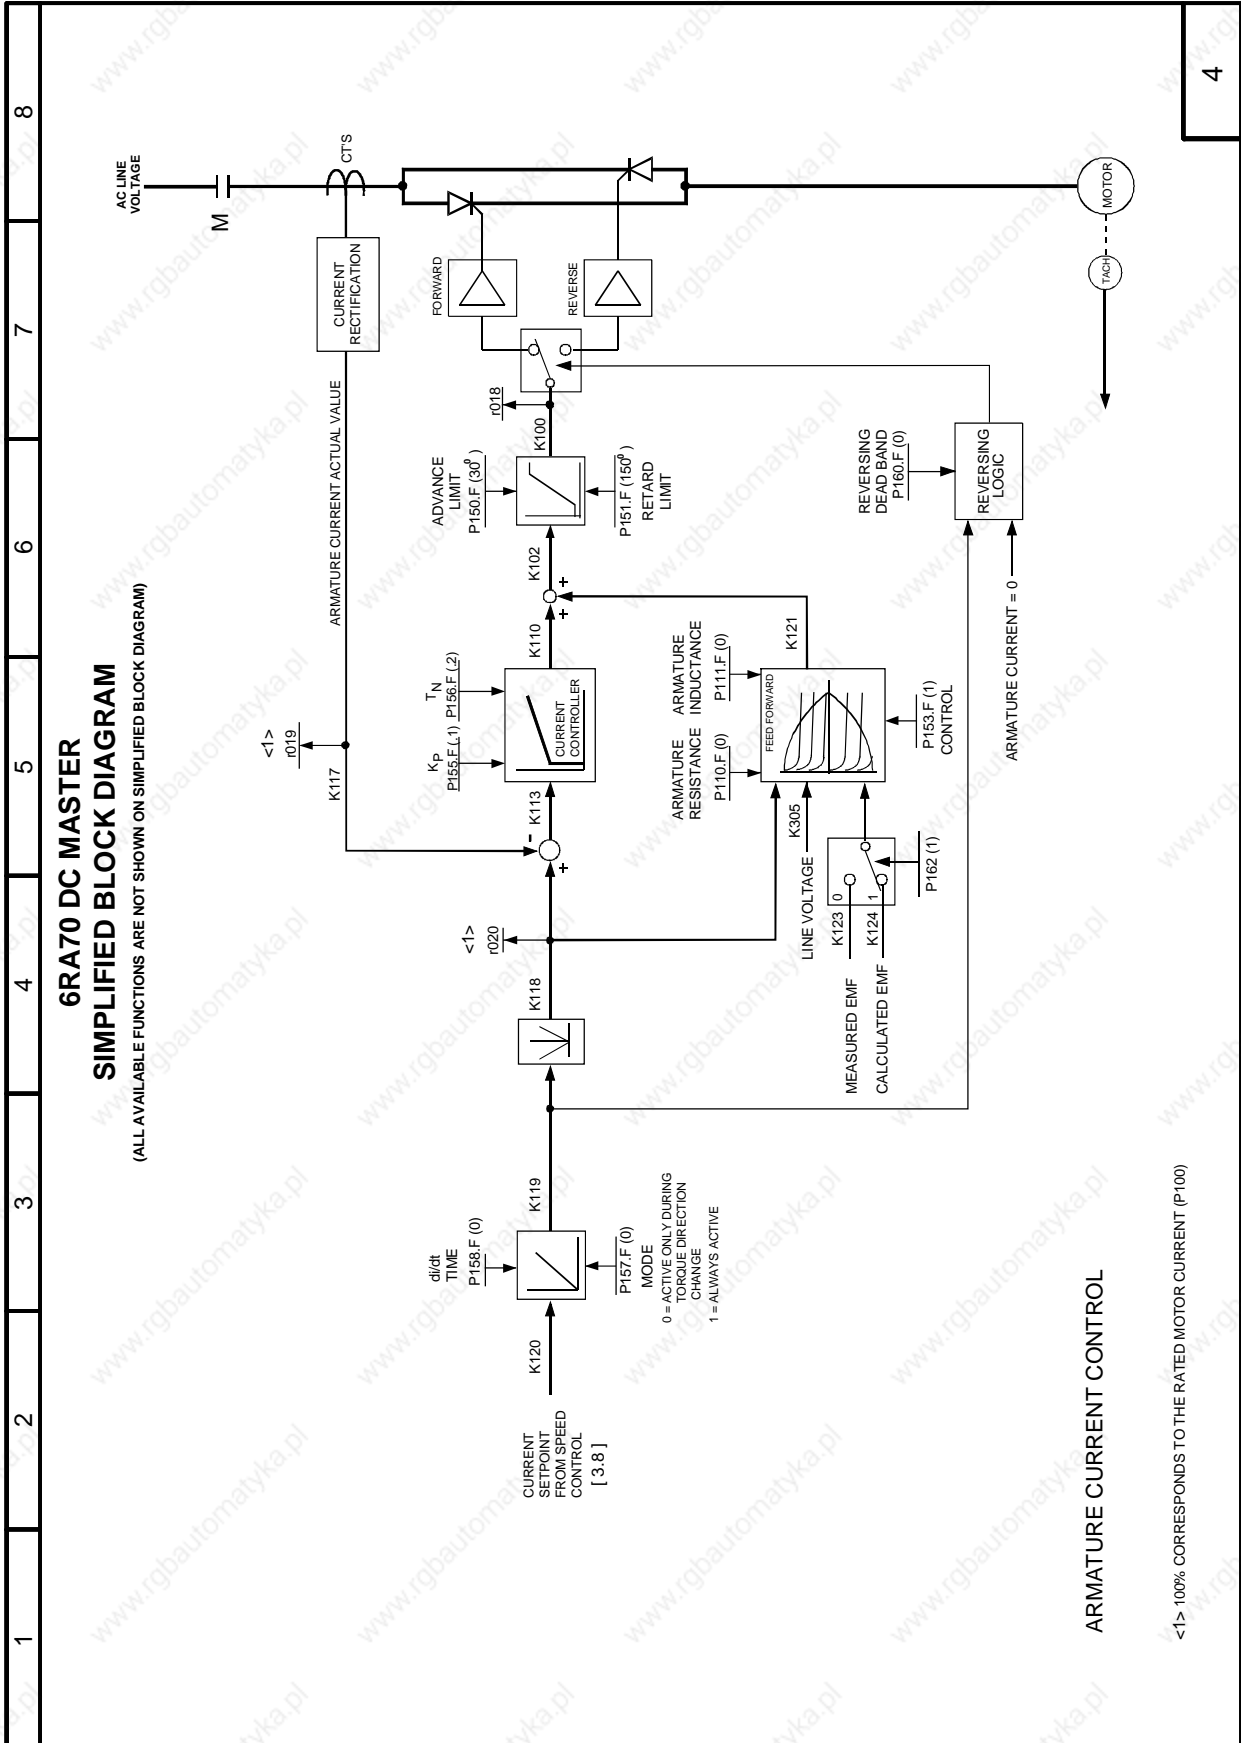 1 2 3 4 5 6 7 8
6RA70 DC MASTER
SIMPLIFIED BLOCK DIAGRAM
(ALL AVAILABLE FUNCTIONS ARE NOT SHOWN ON SIMPLIFIED BLOCK DIAGRAM)
AC LINE
VOLTAGE
M
CT'S
CURRENT
RECTIFICATION
ARMATURE CURRENT ACTUAL VALUE
<1>
r019
K117
CURRENT
SETPOINT
FROM SPEED
CONTROL
[ 3.8 ]
K120
di/dt
TIME
P158.F (0)
P157.F (0)
MODE
0 = ACTIVE ONLY DURING
TORQUE DIRECTION
CHANGE
1 = ALWAYS ACTIVE
K119
K118
<1>
r020
+
-
K113
KP
P155.F (.1)
TN
P156.F (.2)
CURRENT
CONTROLLER
K110
+
+
K102
ADVANCE
LIMIT
P150.F (30⁰ )
P151.F (150⁰ )
RETARD
LIMIT
K100
r018
FORWARD
REVERSE
ARMATURE
RESISTANCE
P110.F (0)
ARMATURE
INDUCTANCE
P111.F (0)
FEED FORWARD
K121
K305
LINE VOLTAGE
P153.F (1)
CONTROL
MEASURED EMF
K123
0
CALCULATED EMF
K124
1
P162 (1)
REVERSING
DEAD BAND
P160.F (0)
REVERSING
LOGIC
ARMATURE CURRENT = 0
MOTOR
TACH
ARMATURE CURRENT CONTROL
<1> 100% CORRESPONDS TO THE RATED MOTOR CURRENT (P100)
4
www.rgbautomatyka.pl